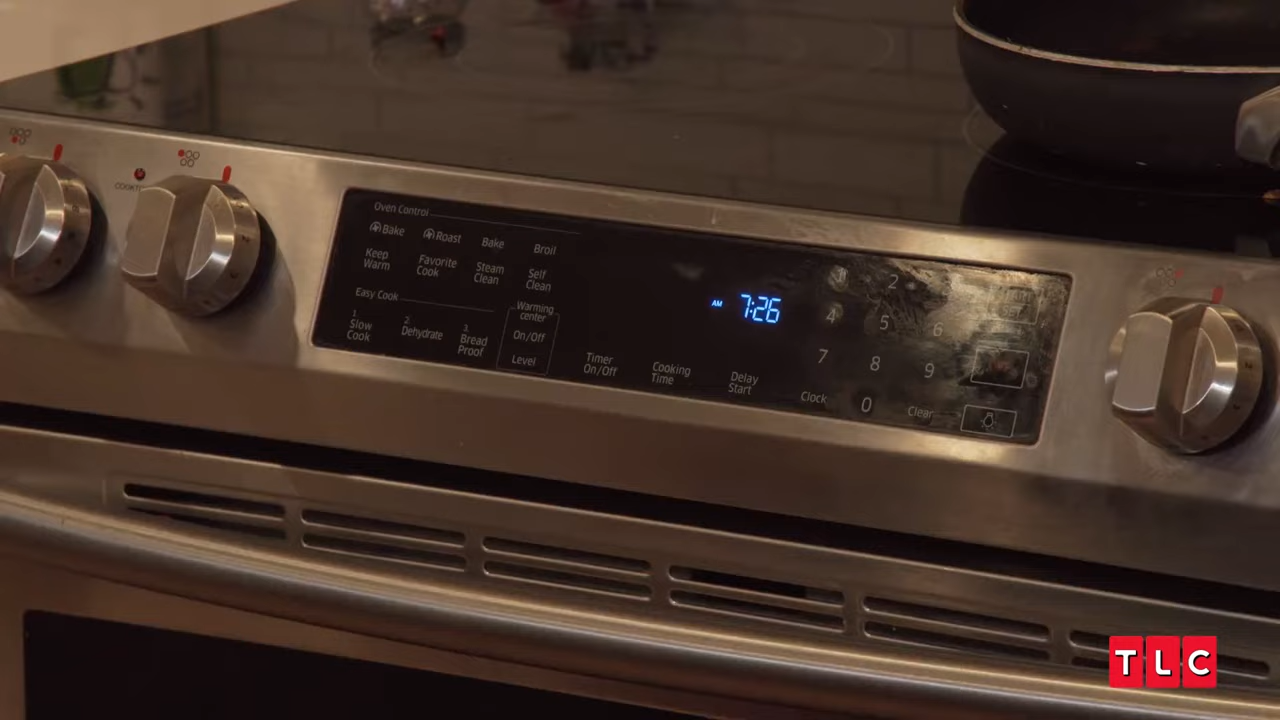 Oven Control
Bake
Roast
Bake
Broil
Keep Warm
Favorite Cook
Steam Clean
Self Clean
Easy Cook
1. Slow Cook
2. Dehydrate
3. Bread Proof
Warming center
On/Off
Level
AM 7:26
Timer On/Off
Cooking Time
Delay Start
1 2
4 5 6
7 8 9
Clock 0 Clear
TLC